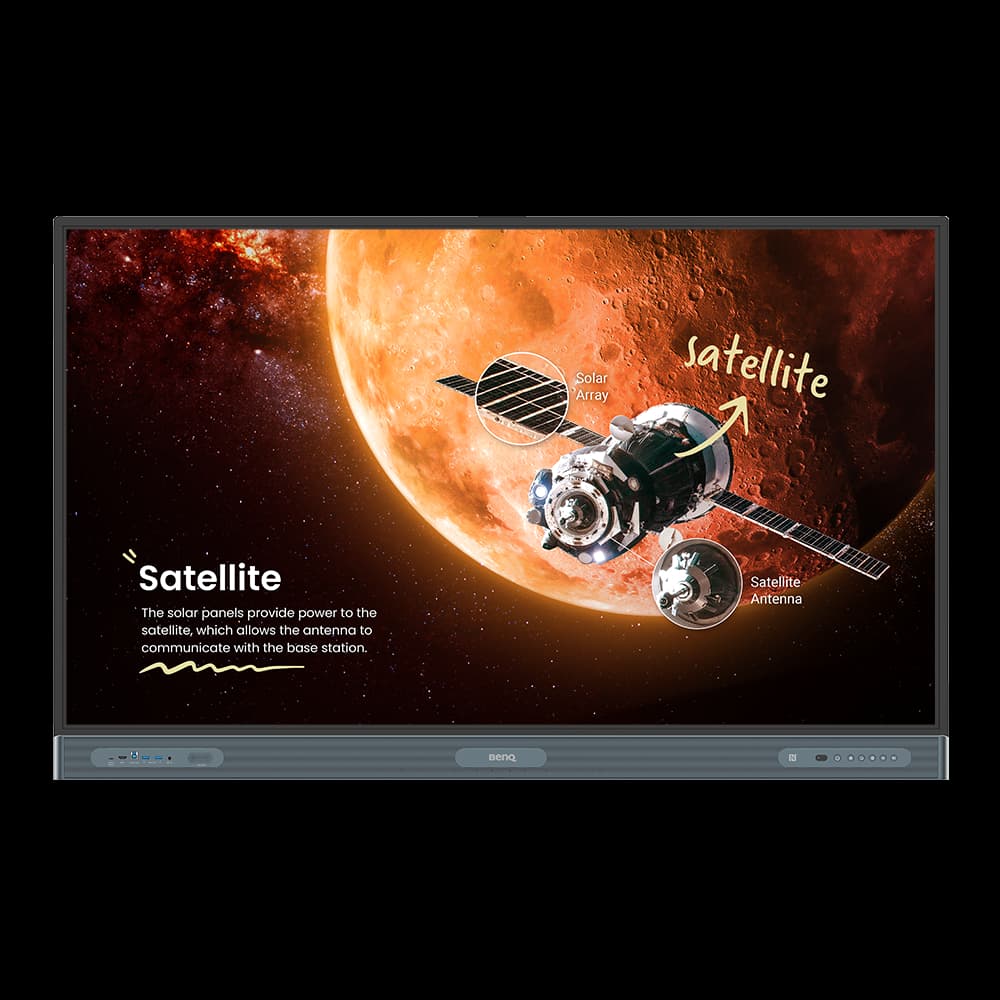 satellite
Solar
Array
Satellite
Antenna
Satellite
The solar panels provide power to the
satellite, which allows the antenna to
communicate with the base station.
BenQ